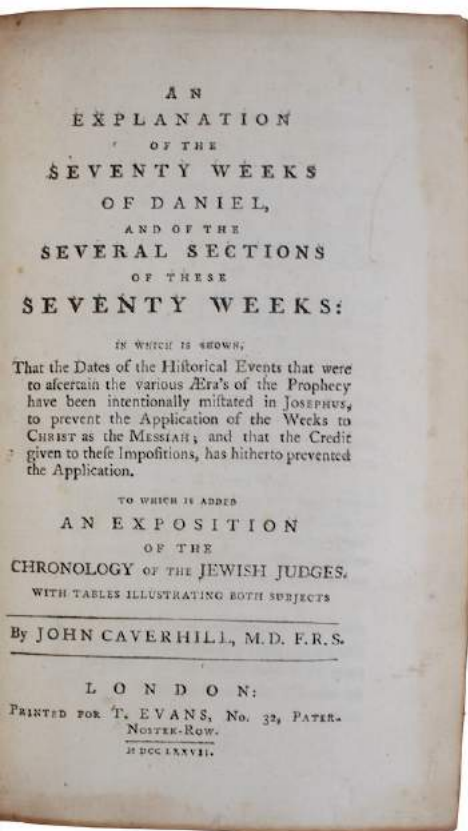 AN
EXPLANATION
OF THE
SEVENTY WEEKS
OF DANIEL,
AND OF THE
SEVERAL SECTIONS
OF THESE
SEVENTY WEEKS:
IN WHICH IS SHOWN,
That the Dates of the Hiſtorical Events that were
to aſcertain the various Æra's of the Prophecy
have been intentionally miſtated in JOSEPHUS,
to prevent the Application of the Weeks to
CHRIST as the MESSIAH; and that the Credit
given to theſe Impoſitions, has hitherto prevented
the Application.
TO WHICH IS ADDED
AN EXPOSITION
OF THE
CHRONOLOGY OF THE JEWISH JUDGES.
WITH TABLES ILLUSTRATING BOTH SUBJECTS
By JOHN CAVERHILL, M.D. F.R.S.
LONDON:
PRINTED FOR T. EVANS, No. 32, PATER-
NOSTER-ROW.
M DCC LXXVII.